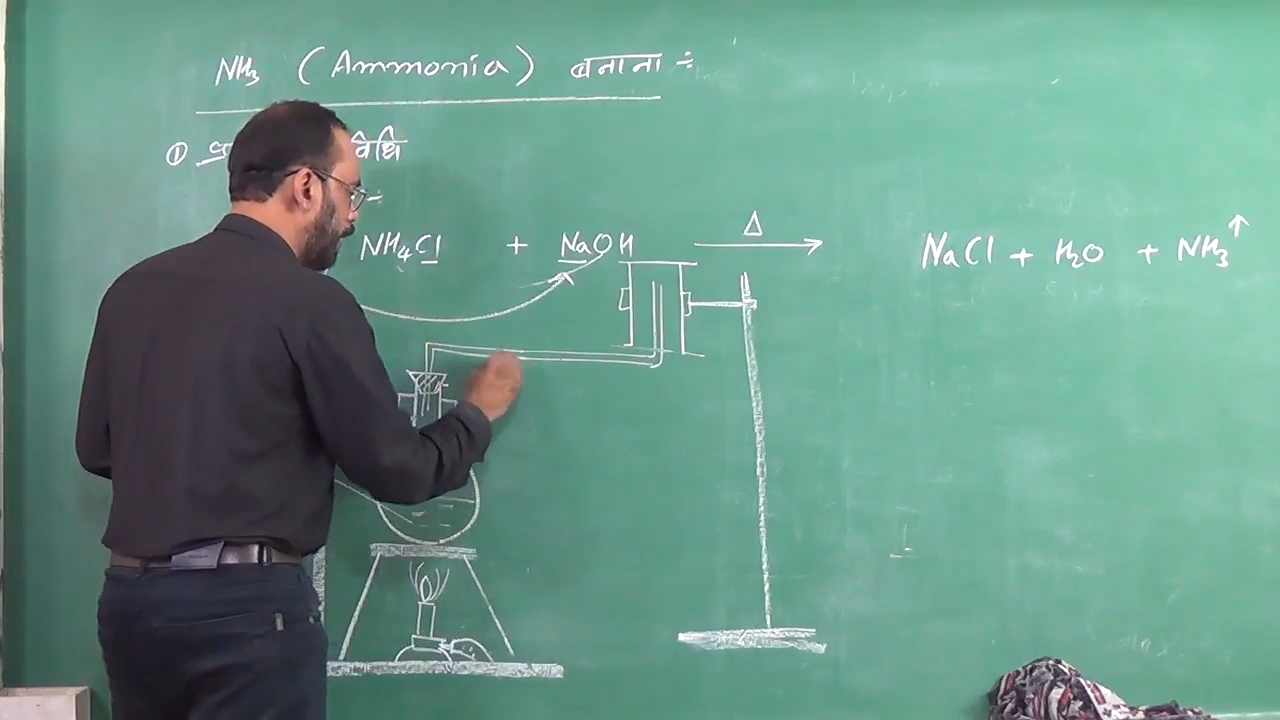 NH₃ (Ammonia) बनाना ÷
① विधि
NH₄Cl + NaOH Δ→ NaCl + H₂O + NH₃↑